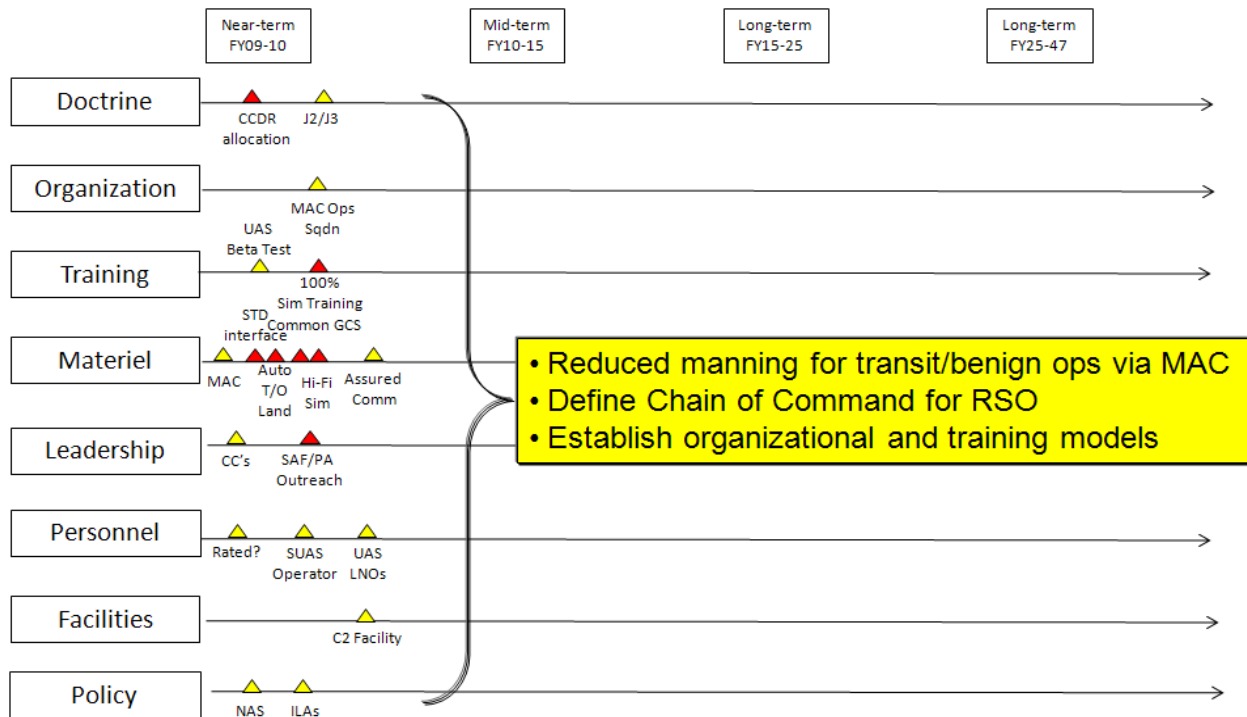 Near-term
FY09-10
Mid-term
FY10-15
Long-term
FY15-25
Long-term
FY25-47
Doctrine
CCDR
allocation
J2/J3
Organization
MAC Ops
Sqdn
Training
UAS
Beta Test
100%
Sim Training
Materiel
MAC
STD
interface
Auto
T/O
Land
Common GCS
Hi-Fi
Sim
Assured
Comm
• Reduced manning for transit/benign ops via MAC
• Define Chain of Command for RSO
• Establish organizational and training models
Leadership
CC's
SAF/PA
Outreach
Personnel
Rated?
SUAS
Operator
UAS
LNOs
Facilities
C2 Facility
Policy
NAS
ILAs